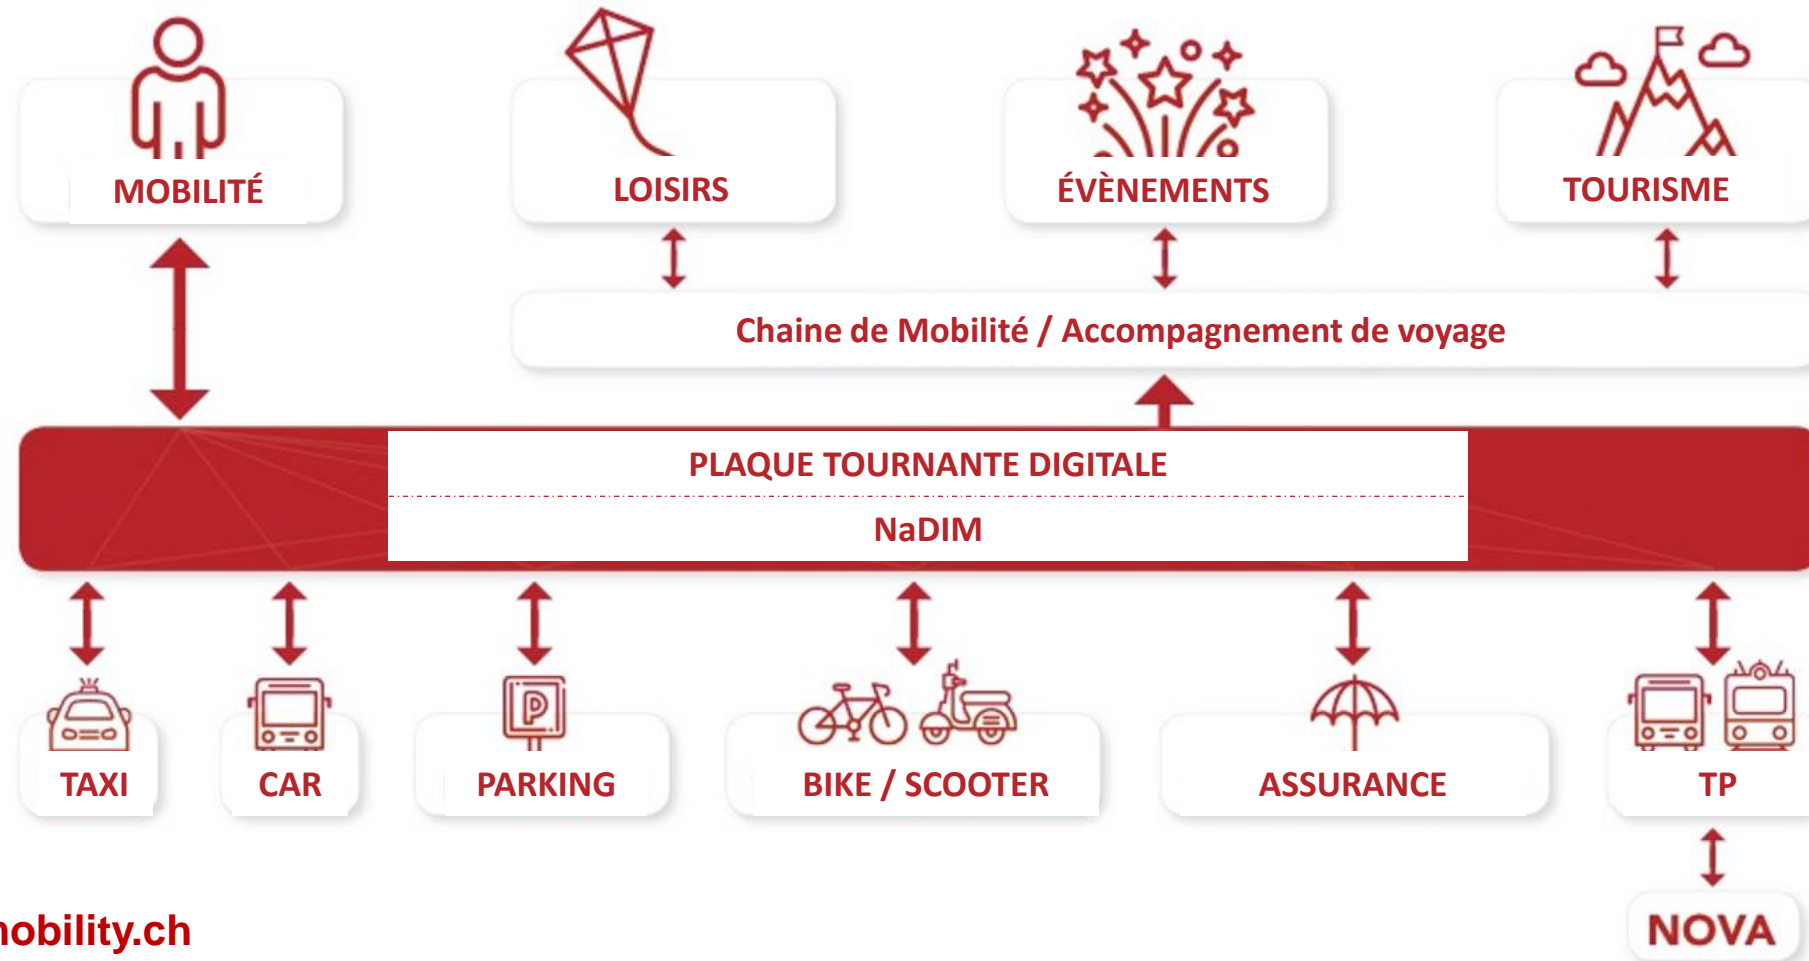 MOBILITÉ
LOISIRS
ÉVÈNEMENTS
TOURISME
Chaine de Mobilité / Accompagnement de voyage
PLAQUE TOURNANTE DIGITALE
NaDIM
P
TAXI
CAR
PARKING
BIKE / SCOOTER
ASSURANCE
TP
NOVA
mobility.ch